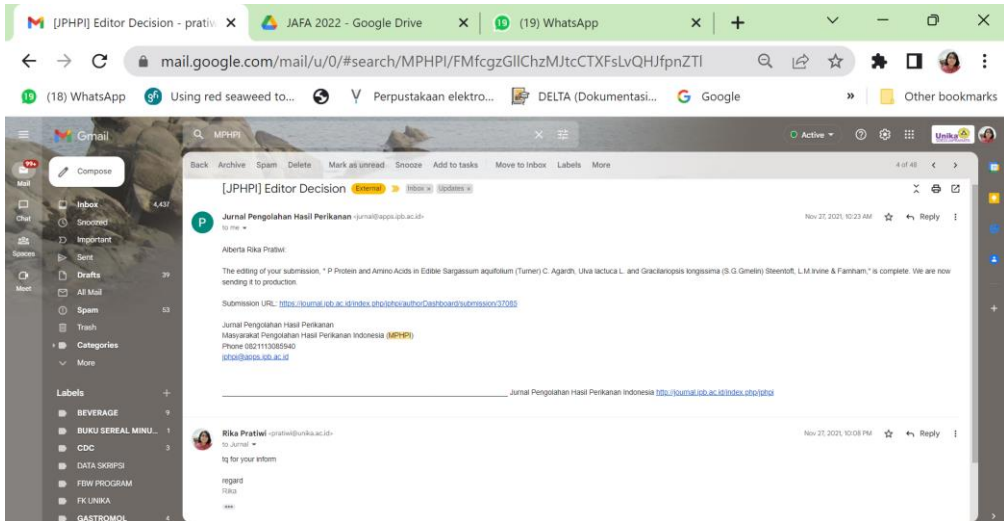 [JPHPI] Editor Decision - pratiw
JAFA 2022 - Google Drive
(19) WhatsApp
mail.google.com/mail/u/0/#search/MPHPI/FMfcgzGllChzMJtcCTXFsLvQHJfpnZTl
(18) WhatsApp
Using red seaweed to...
Perpustakaan elektro...
DELTA (Dokumentasi...
Google
»
Other bookmarks
Gmail
MPHPI
Active
Unika
99+
Mail
Chat
Spaces
Meet
Compose
Inbox 4,437
Snoozed
Important
Sent
Drafts 39
All Mail
Spam 53
Trash
Categories
More
Labels
BEVERAGE 9
BUKU SEREAL MINU... 1
CDC 3
DATA SKRIPSI
FBW PROGRAM
FK UNIKA
GASTROMOL 4
Back Archive Spam Delete Mark as unread Snooze Add to tasks Move to Inbox Labels More
4 of 48
[JPHPI] Editor Decision External Inbox x Updates x
P
Jurnal Pengolahan Hasil Perikanan <jurnal@apps.ipb.ac.id>
Nov 27, 2021, 10:23 AM
Reply
to me
Alberta Rika Pratiwi:
The editing of your submission, " P Protein and Amino Acids in Edible Sargassum aquifolium (Turner) C. Agardh, Ulva lactuca L. and Gracilariopsis longissima (S.G.Gmelin) Steentoft, L.M.Irvine & Farnham," is complete. We are now
sending it to production.
Submission URL: https://journal.ipb.ac.id/index.php/jphpi/authorDashboard/submission/37065
Jurnal Pengolahan Hasil Perikanan
Masyarakat Pengolahan Hasil Perikanan Indonesia (MPHPI)
Phone 0821113085940
jphpi@apps.ipb.ac.id
Jurnal Pengolahan Hasil Perikanan Indonesia http://journal.ipb.ac.id/index.php/jphpi
Rika Pratiwi <pratiwi@unika.ac.id>
Nov 27, 2021, 10:08 PM
Reply
to Jurnal
tq for your inform
regard
Rika